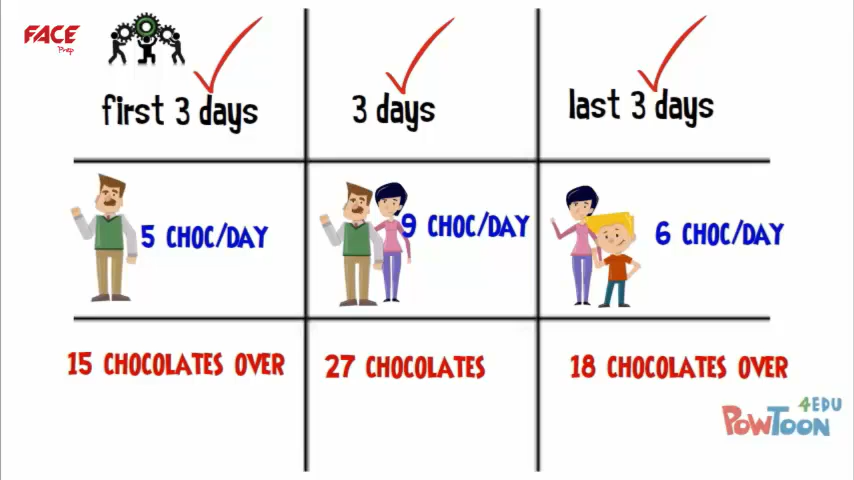 FACE
Prep
first 3 days
3 days
last 3 days
5 CHOC/DAY
9 CHOC/DAY
6 CHOC/DAY
15 CHOCOLATES OVER
27 CHOCOLATES
18 CHOCOLATES OVER
4EDU
POWTOON